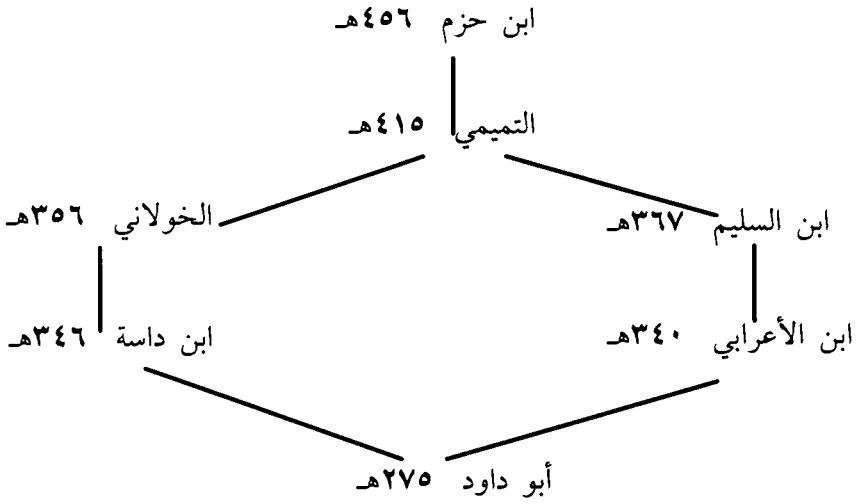 ابن حزم ٤٥٦هـ
التميمي ٤١٥هـ
ابن السليم ٣٦٧هـ
الخولاني ٣٥٦هـ
ابن الأعرابي ٣٤٠هـ
ابن داسة ٣٤٦هـ
أبو داود ٢٧٥هـ